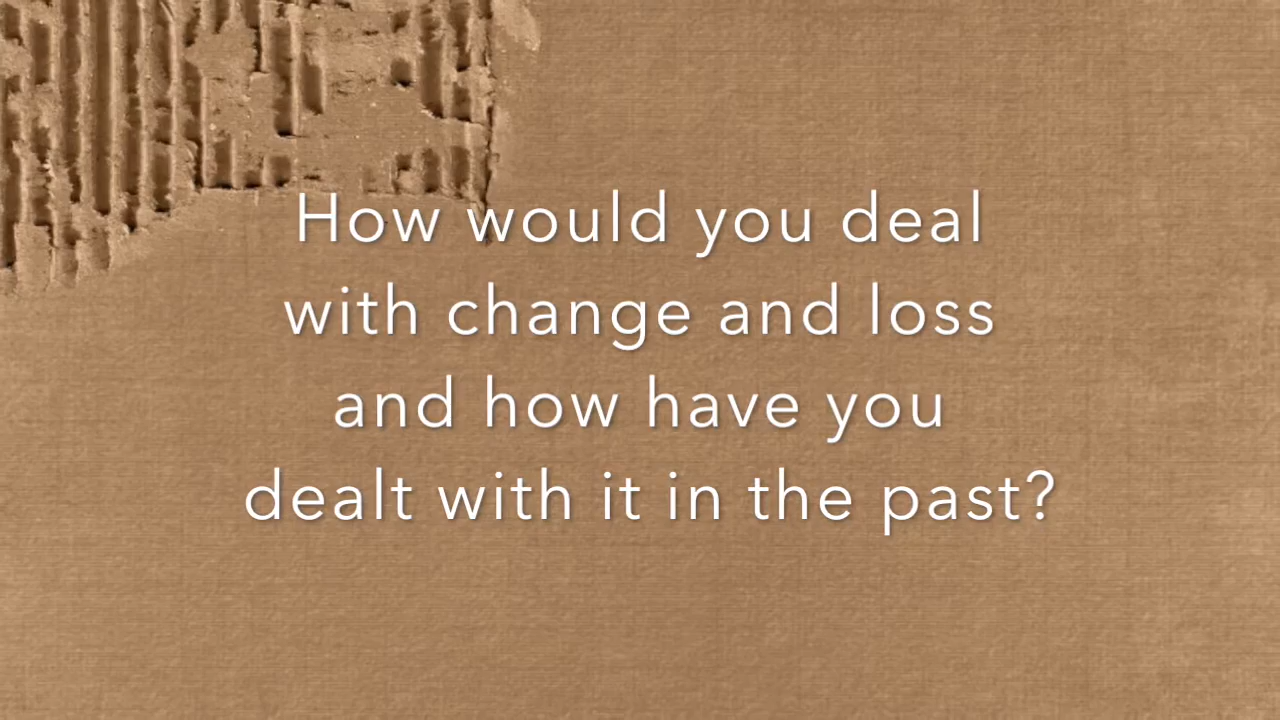 How would you deal
with change and loss
and how have you
dealt with it in the past?